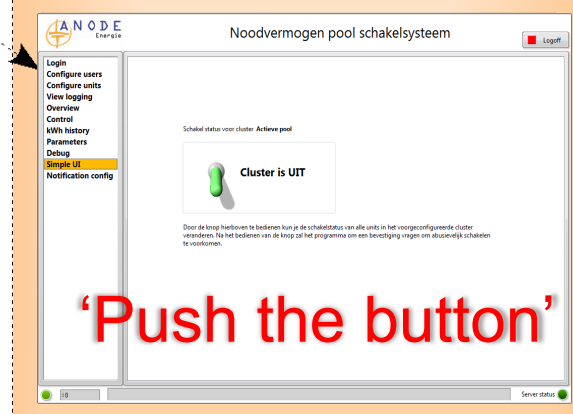 ANODE
Energie
Noodvermogen pool schakelsysteem
Logoff
Login
Configure users
Configure units
View logging
Overview
Control
kWh history
Parameters
Debug
Simple UI
Notification config
Schakel status voor cluster Actieve pool
Cluster is UIT
Door de knop hierboven te bedienen kun je de schakelstatus van alle units in het voorgeconfigureerde cluster
veranderen. Na het bedienen van de knop zal het programma om een bevestiging vragen om abusievelijk schakelen
te voorkomen.
‘Push the button’
Server status